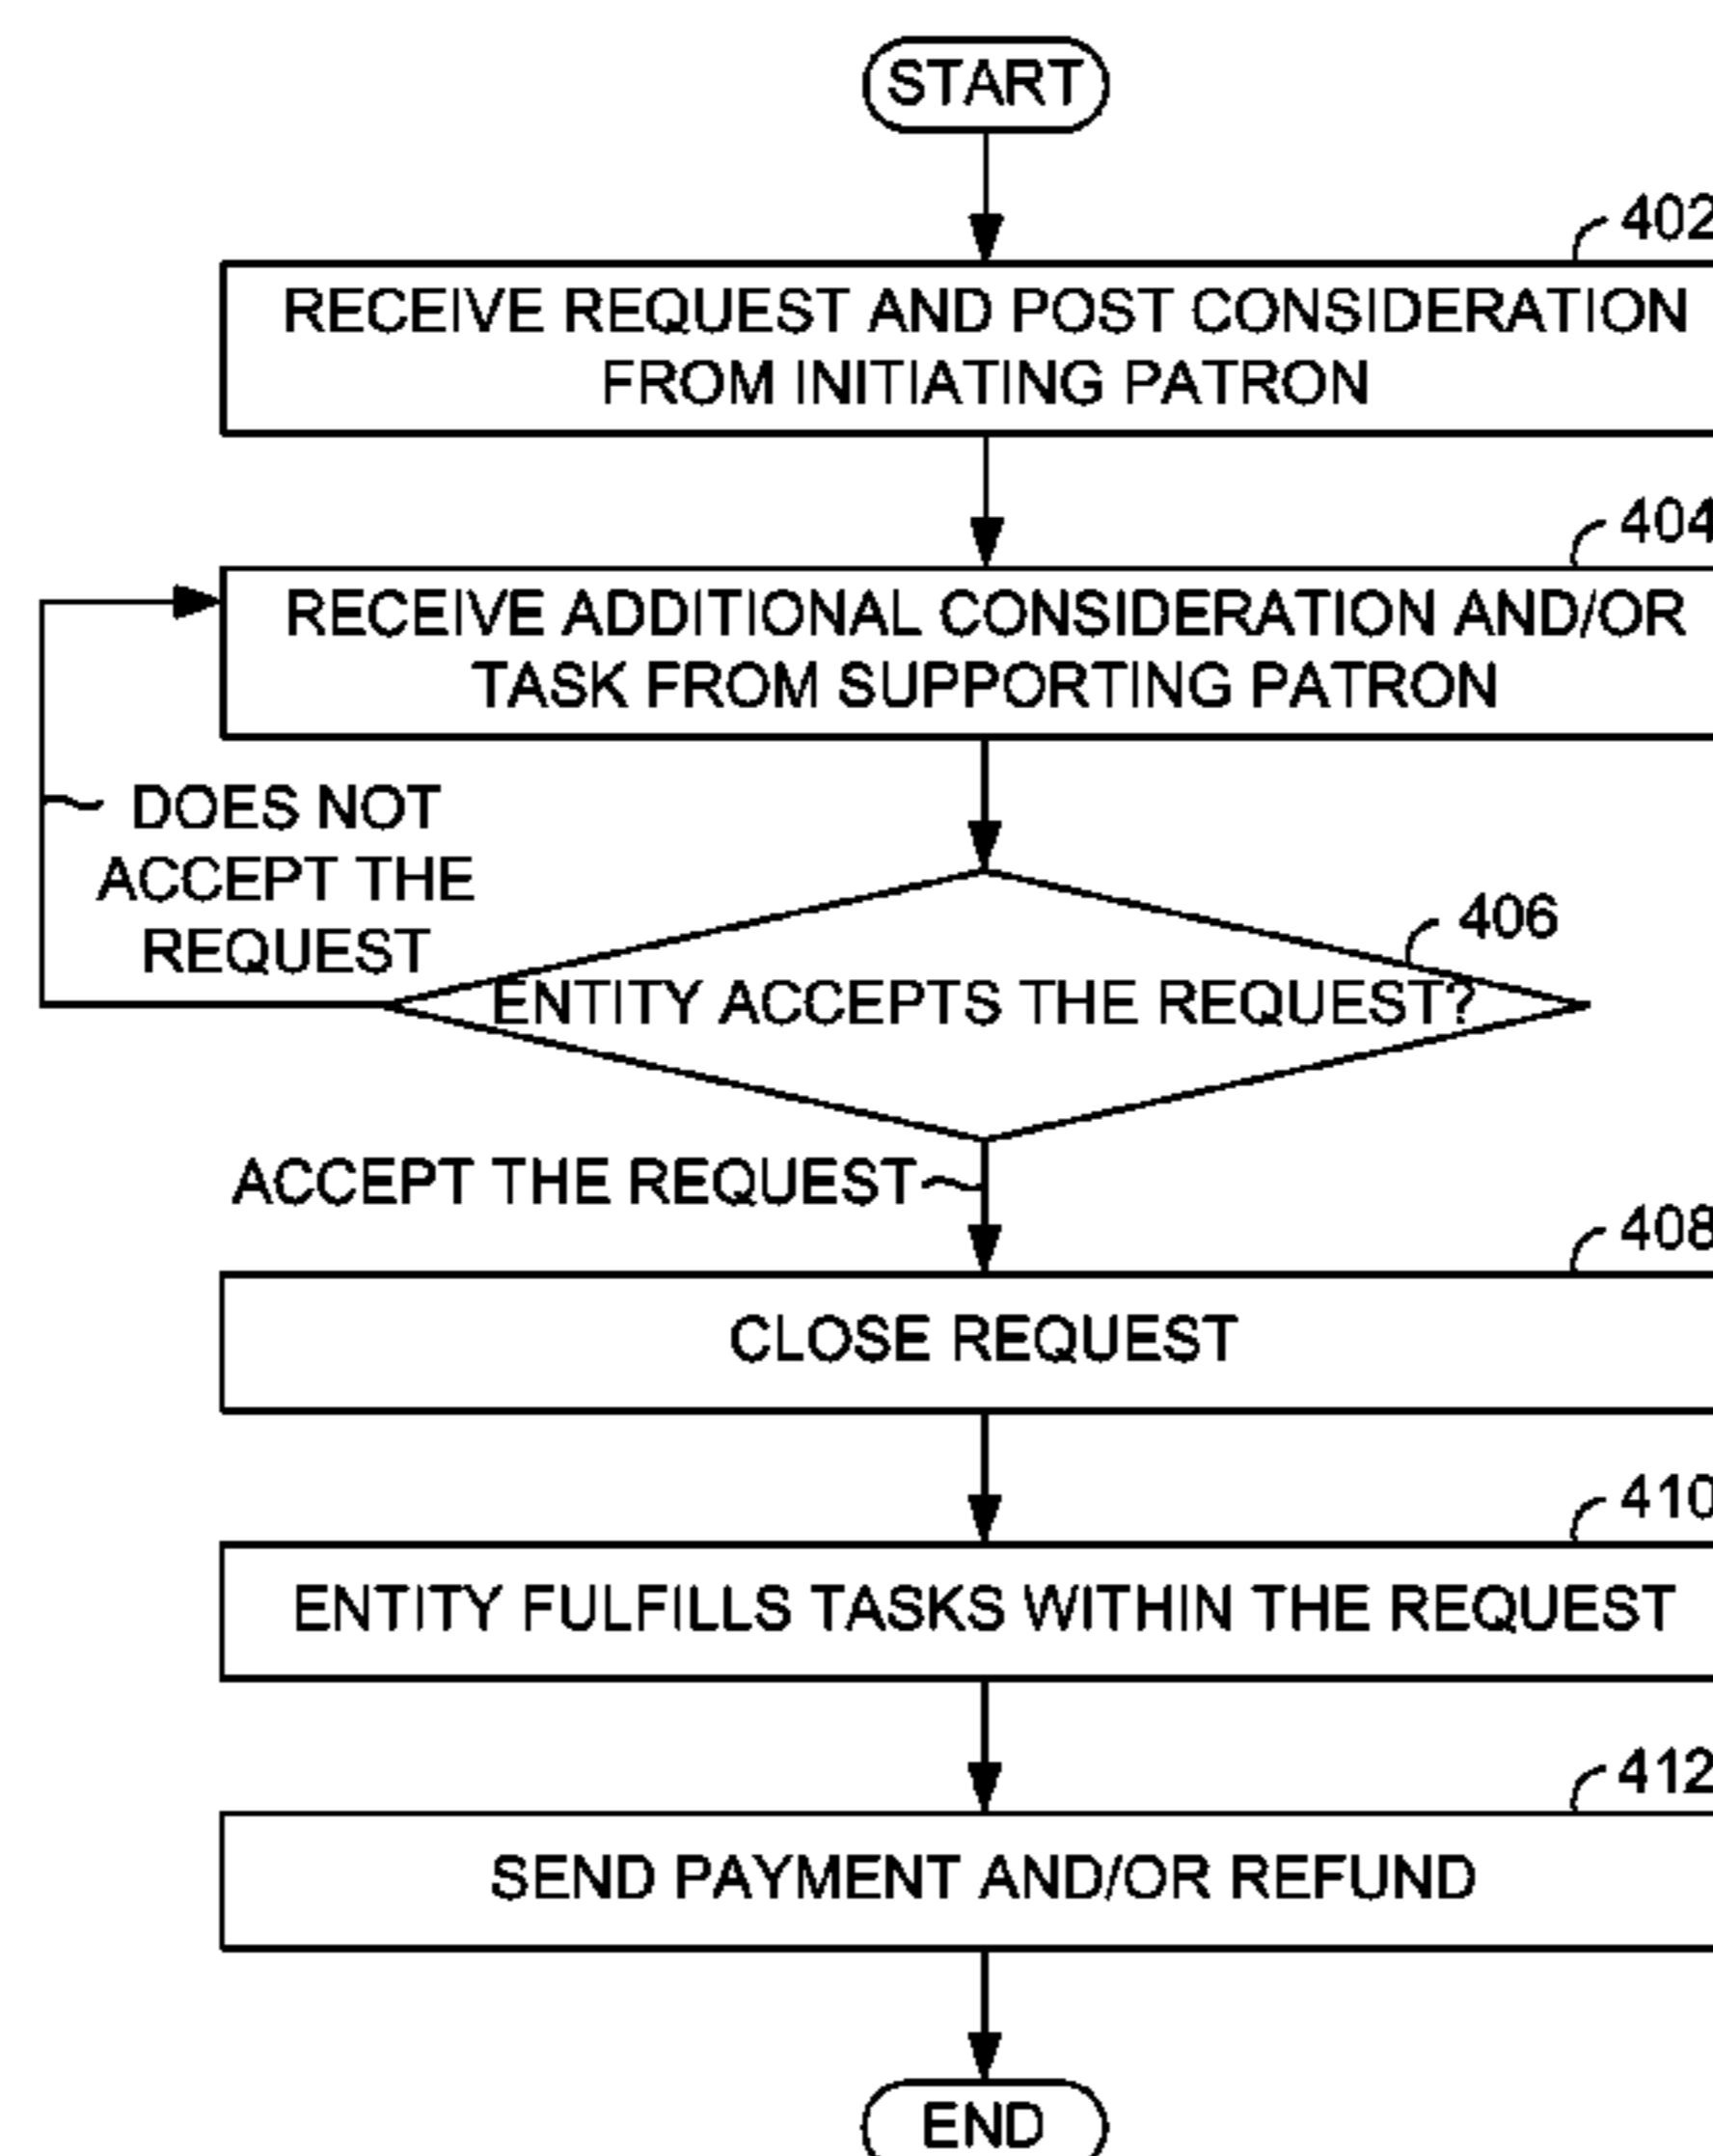 START
402
RECEIVE REQUEST AND POST CONSIDERATION
FROM INITIATING PATRON
404
RECEIVE ADDITIONAL CONSIDERATION AND/OR
TASK FROM SUPPORTING PATRON
DOES NOT
ACCEPT THE
REQUEST
406
ENTITY ACCEPTS THE REQUEST?
ACCEPT THE REQUEST
408
CLOSE REQUEST
410
ENTITY FULFILLS TASKS WITHIN THE REQUEST
412
SEND PAYMENT AND/OR REFUND
END